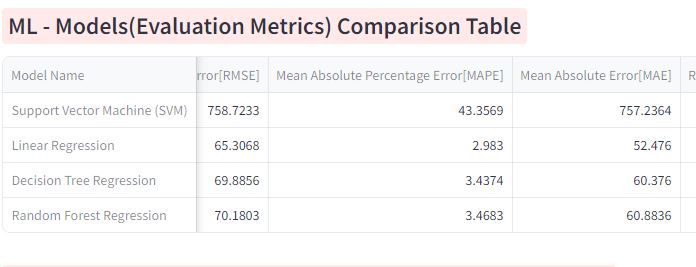 ML - Models(Evaluation Metrics) Comparison Table
Model Name rror[RMSE] Mean Absolute Percentage Error[MAPE] Mean Absolute Error[MAE] R
Support Vector Machine (SVM) 758.7233 43.3569 757.2364
Linear Regression 65.3068 2.983 52.476
Decision Tree Regression 69.8856 3.4374 60.376
Random Forest Regression 70.1803 3.4683 60.8836